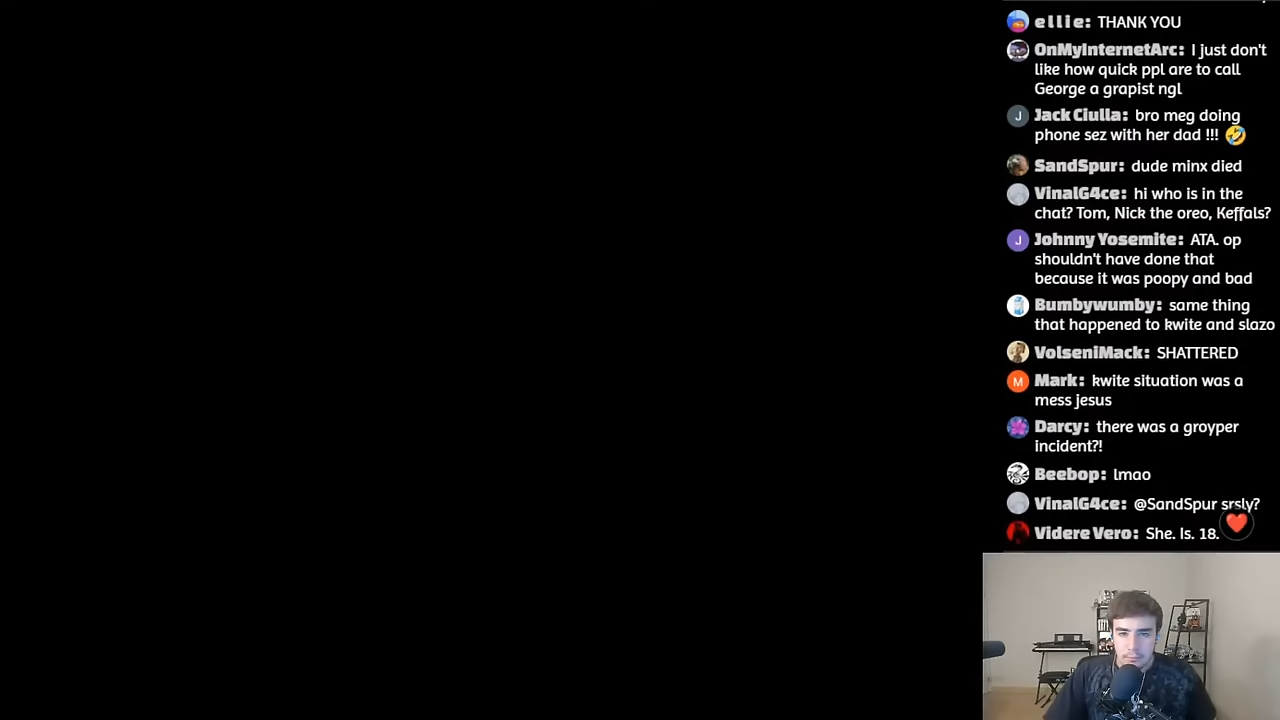 ellie: THANK YOU
OnMyInternetArc: I just don't
like how quick ppl are to call
George a grapist ngl
J
Jack Ciulla: bro meg doing
phone sez with her dad !!! 🤣
SandSpur: dude minx died
VinalG4ce: hi who is in the
chat? Tom, Nick the oreo, Keffals?
J
Johnny Yosemite: ATA. op
shouldn't have done that
because it was poopy and bad
Bumbywumby: same thing
that happened to kwite and slazo
VolseniMack: SHATTERED
M
Mark: kwite situation was a
mess jesus
Darcy: there was a groyper
incident?!
Beebop: lmao
VinalG4ce: @SandSpur srsly?
Videre Vero: She. Is. 18.